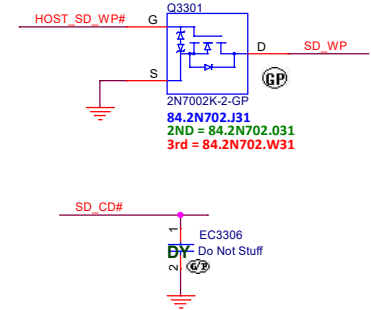 Q3301
HOST_SD_WP#
G
D
SD_WP
S
GP
2N7002K-2-GP
84.2N702.J31
2ND = 84.2N702.031
3rd = 84.2N702.W31
SD_CD#
1
EC3306
DY Do Not Stuff
2
G/P